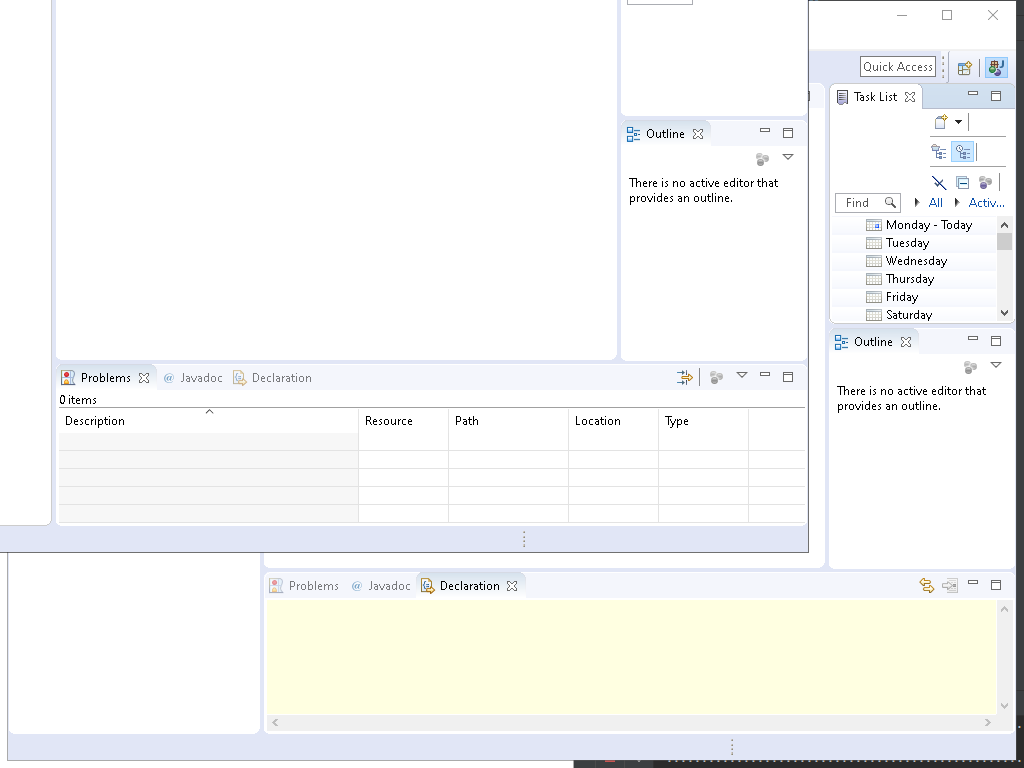 Quick Access
Task List
Outline
There is no active editor that
provides an outline.
Find
All
Activ...
Monday - Today
Tuesday
Wednesday
Thursday
Friday
Saturday
Outline
There is no active editor that
provides an outline.
Problems @ Javadoc Declaration
0 items
Description Resource Path Location Type
Problems @ Javadoc Declaration